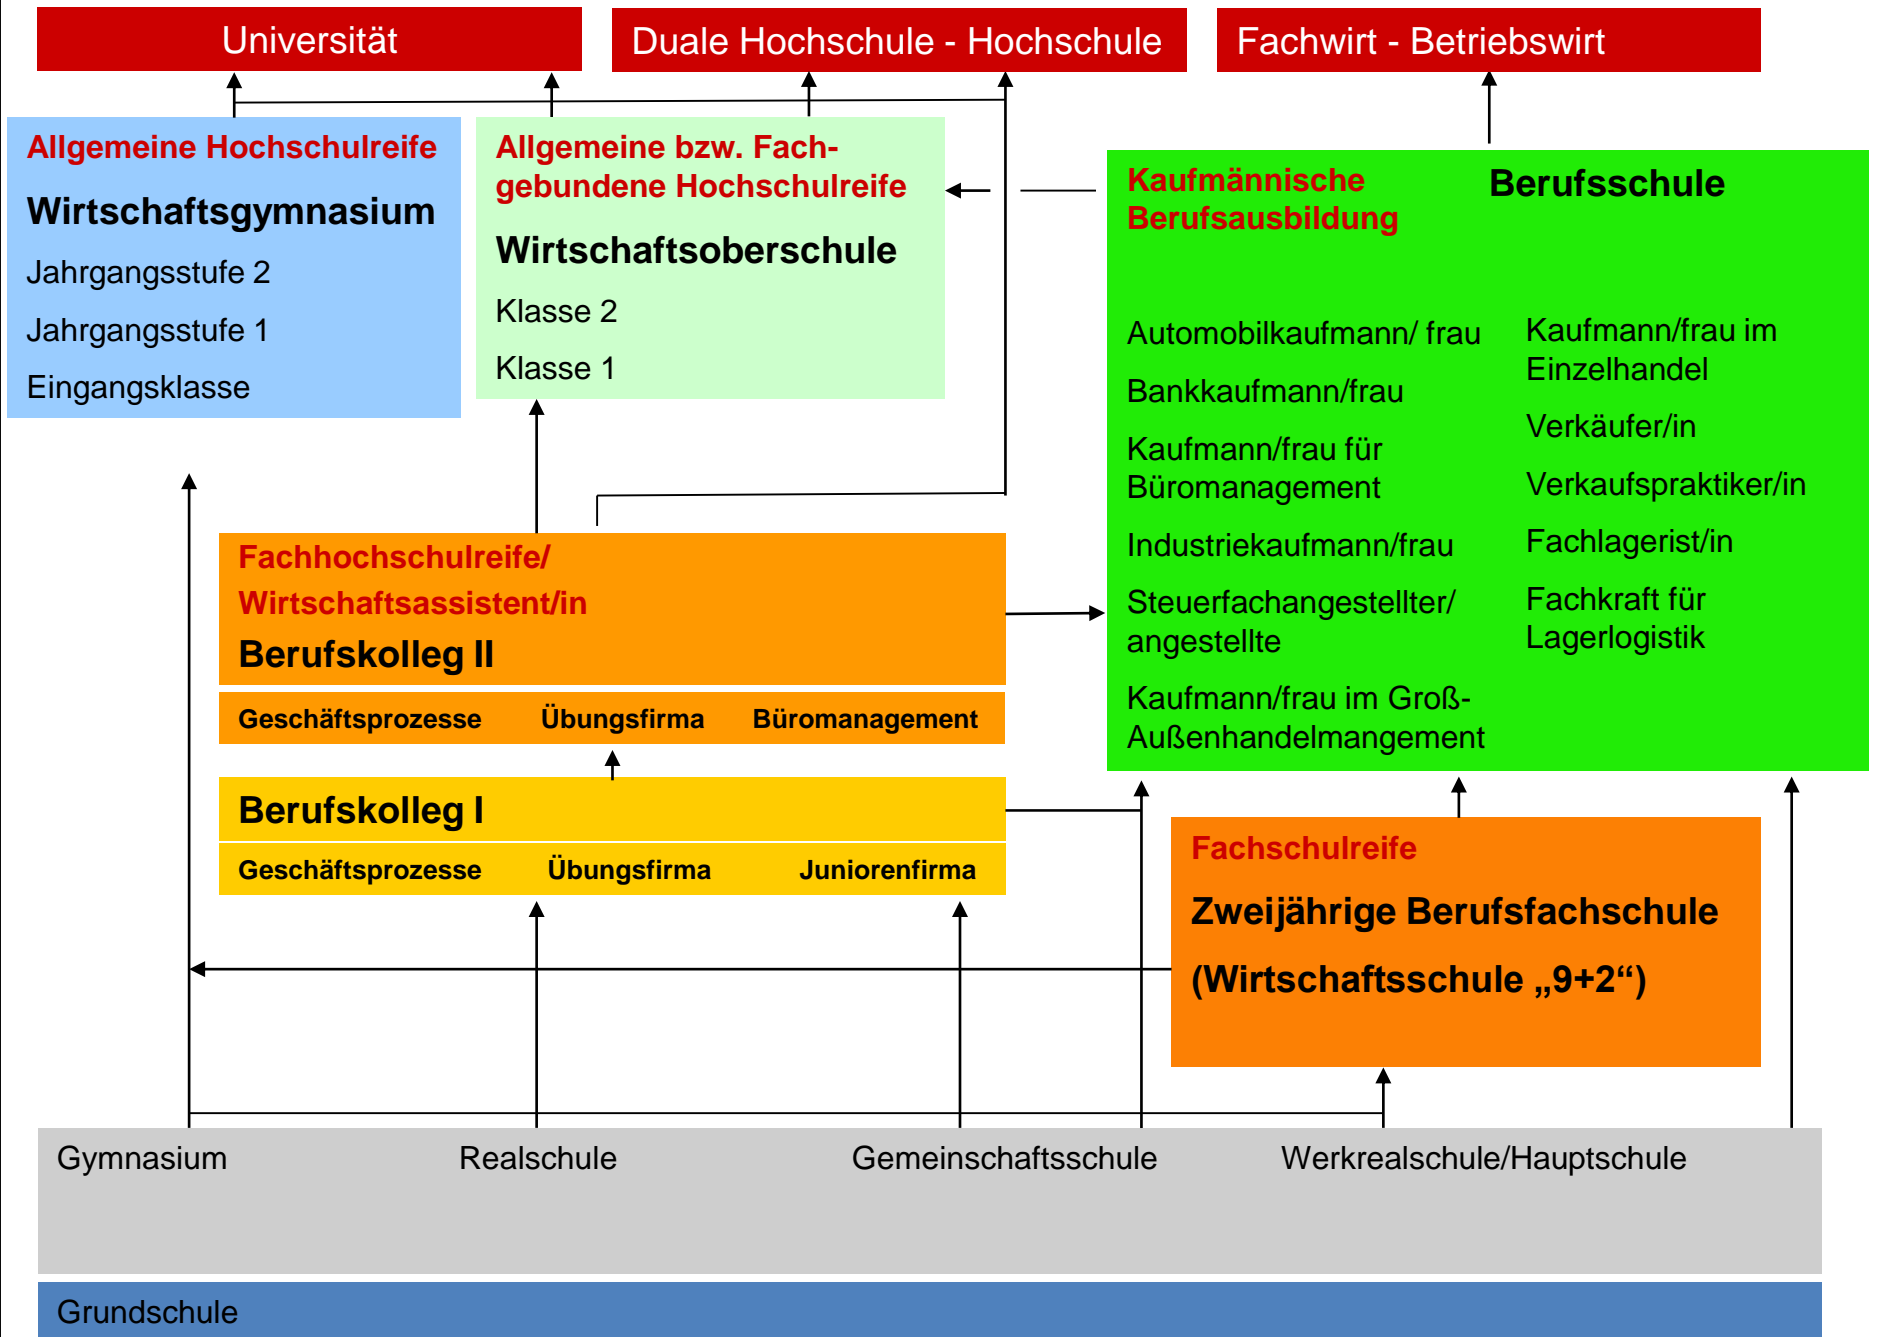 Universität
Duale Hochschule - Hochschule
Fachwirt - Betriebswirt
Allgemeine Hochschulreife
Wirtschaftsgymnasium
Jahrgangsstufe 2
Jahrgangsstufe 1
Eingangsklasse
Allgemeine bzw. Fach-
gebundene Hochschulreife
Wirtschaftsoberschule
Klasse 2
Klasse 1
Kaufmännische
Berufsausbildung
Berufsschule
Automobilkaufmann/ frau
Bankkaufmann/frau
Kaufmann/frau für
Büromanagement
Industriekaufmann/frau
Steuerfachangestellter/
angestellte
Kaufmann/frau im Groß-
Außenhandelmangement
Kaufmann/frau im
Einzelhandel
Verkäufer/in
Verkaufspraktiker/in
Fachlagerist/in
Fachkraft für
Lagerlogistik
Fachhochschulreife/
Wirtschaftsassistent/in
Berufskolleg II
Geschäftsprozesse
Übungsfirma
Büromanagement
Berufskolleg I
Geschäftsprozesse
Übungsfirma
Juniorenfirma
Fachschulreife
Zweijährige Berufsfachschule
(Wirtschaftsschule „9+2“)
Gymnasium
Realschule
Gemeinschaftsschule
Werkrealschule/Hauptschule
Grundschule